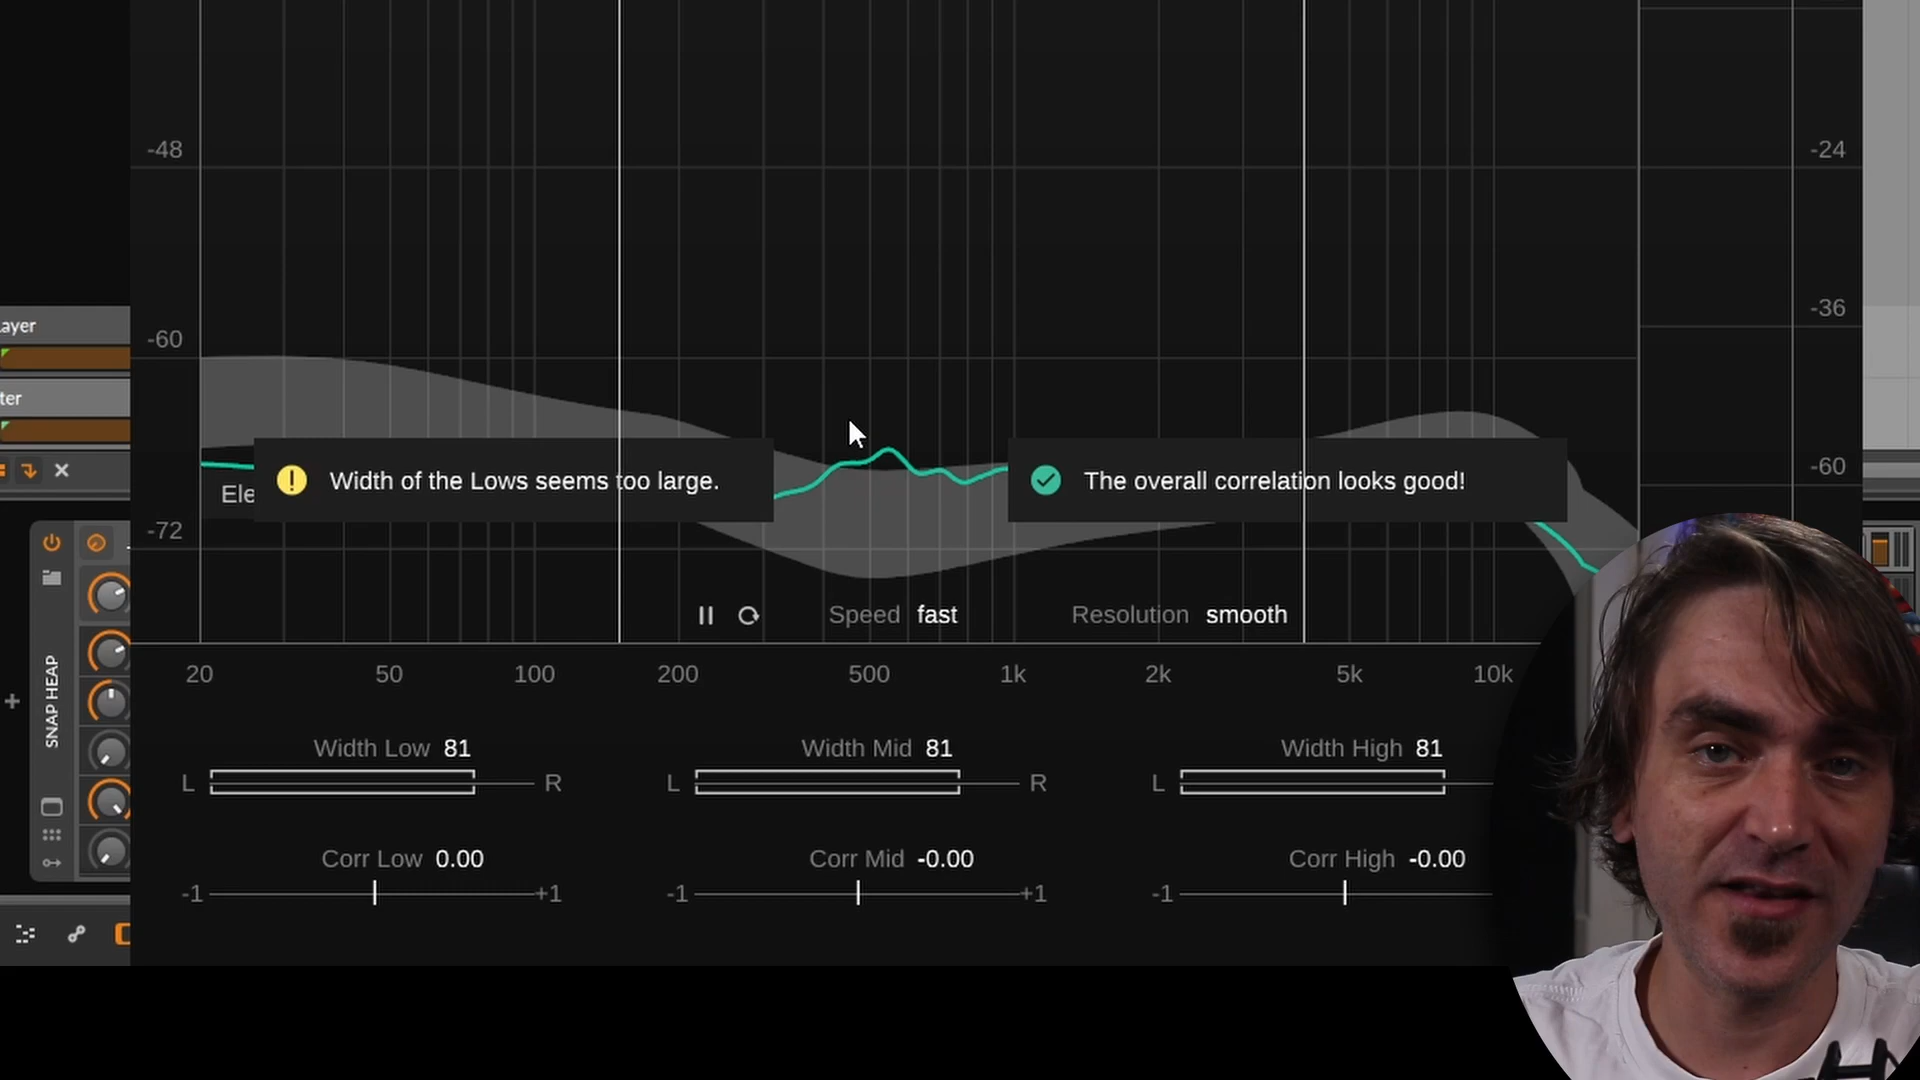 -48
-24
-36
-60
-60
-72
ayer
ter
Ele
Width of the Lows seems too large.
The overall correlation looks good!
SNAP HEAP
Speed fast
Resolution smooth
20 50 100 200 500 1k 2k 5k 10k
Width Low 81
L R
Width Mid 81
L R
Width High 81
L
Corr Low 0.00
-1 +1
Corr Mid -0.00
-1 +1
Corr High -0.00
-1